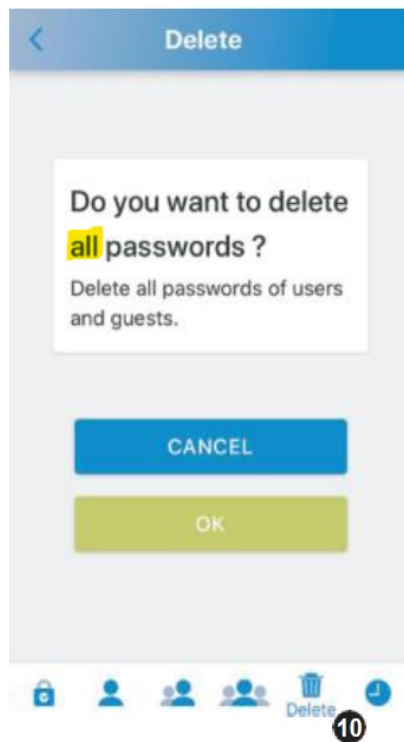 Delete
Do you want to delete
all passwords ?
Delete all passwords of users
and guests.
CANCEL
OK
Delete
10